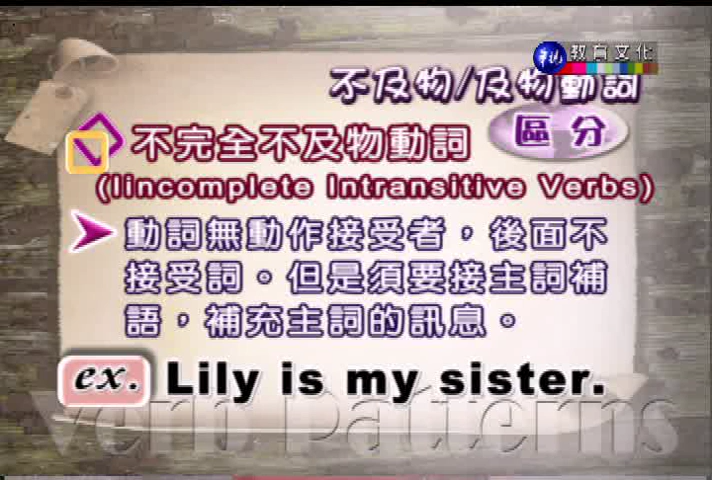 華視 教育文化
不及物/及物動詞
區分
不完全不及物動詞
(Iincomplete Intransitive Verbs)
動詞無動作接受者，後面不
接受詞。但是須要接主詞補
語，補充主詞的訊息。
ex. Lily is my sister.
Verb Patterns